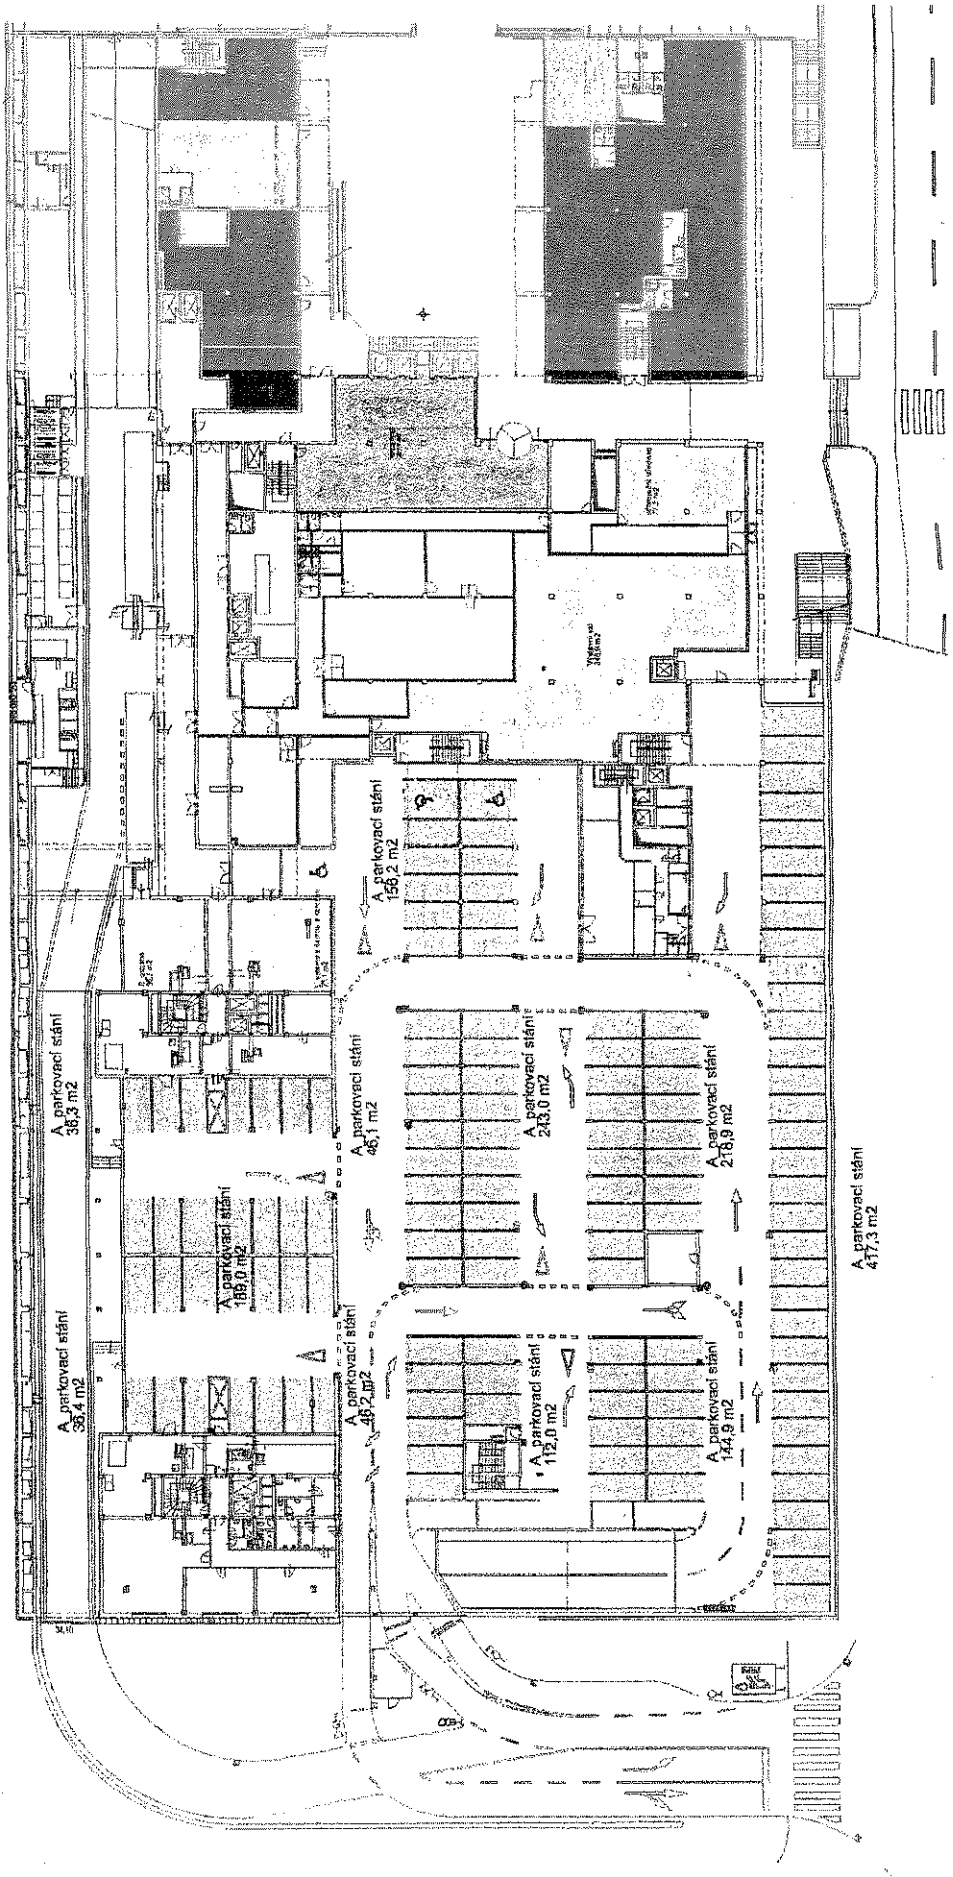 A_parkovací stání
156,2 m2
A_parkovací stání
36,3 m2
A_parkovací stání
45,1 m2
A_parkovací stání
243,0 m2
A_parkovací stání
218,9 m2
A_parkovací stání
189,0 m2
A_parkovací stání
417,3 m2
A_parkovací stání
36,4 m2
A_parkovací stání
46,2 m2
A_parkovací stání
112,0 m2
A_parkovací stání
144,9 m2